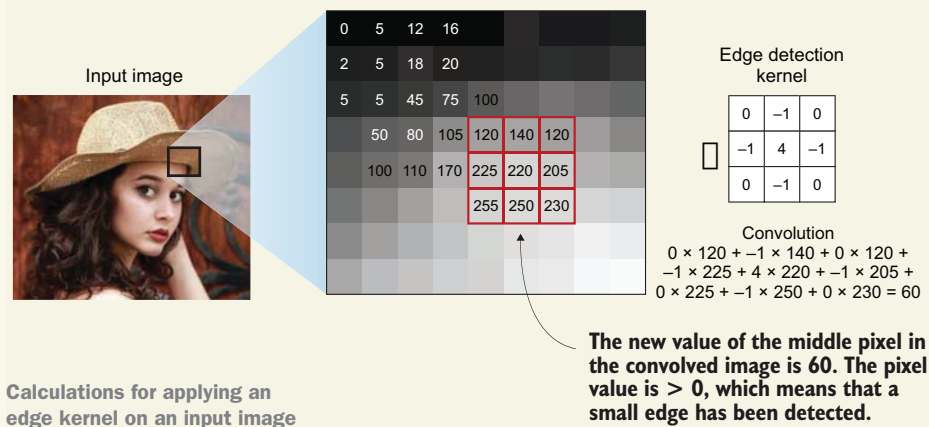 Input image
0 5 12 16
2 5 18 20
5 5 45 75 100
50 80 105 120 140 120
100 110 170 225 220 205
255 250 230
Edge detection
kernel
0 –1 0
–1 4 –1
0 –1 0
Convolution
0 × 120 + –1 × 140 + 0 × 120 +
–1 × 225 + 4 × 220 + –1 × 205 +
0 × 225 + –1 × 250 + 0 × 230 = 60
The new value of the middle pixel in
the convolved image is 60. The pixel
value is > 0, which means that a
small edge has been detected.
Calculations for applying an
edge kernel on an input image